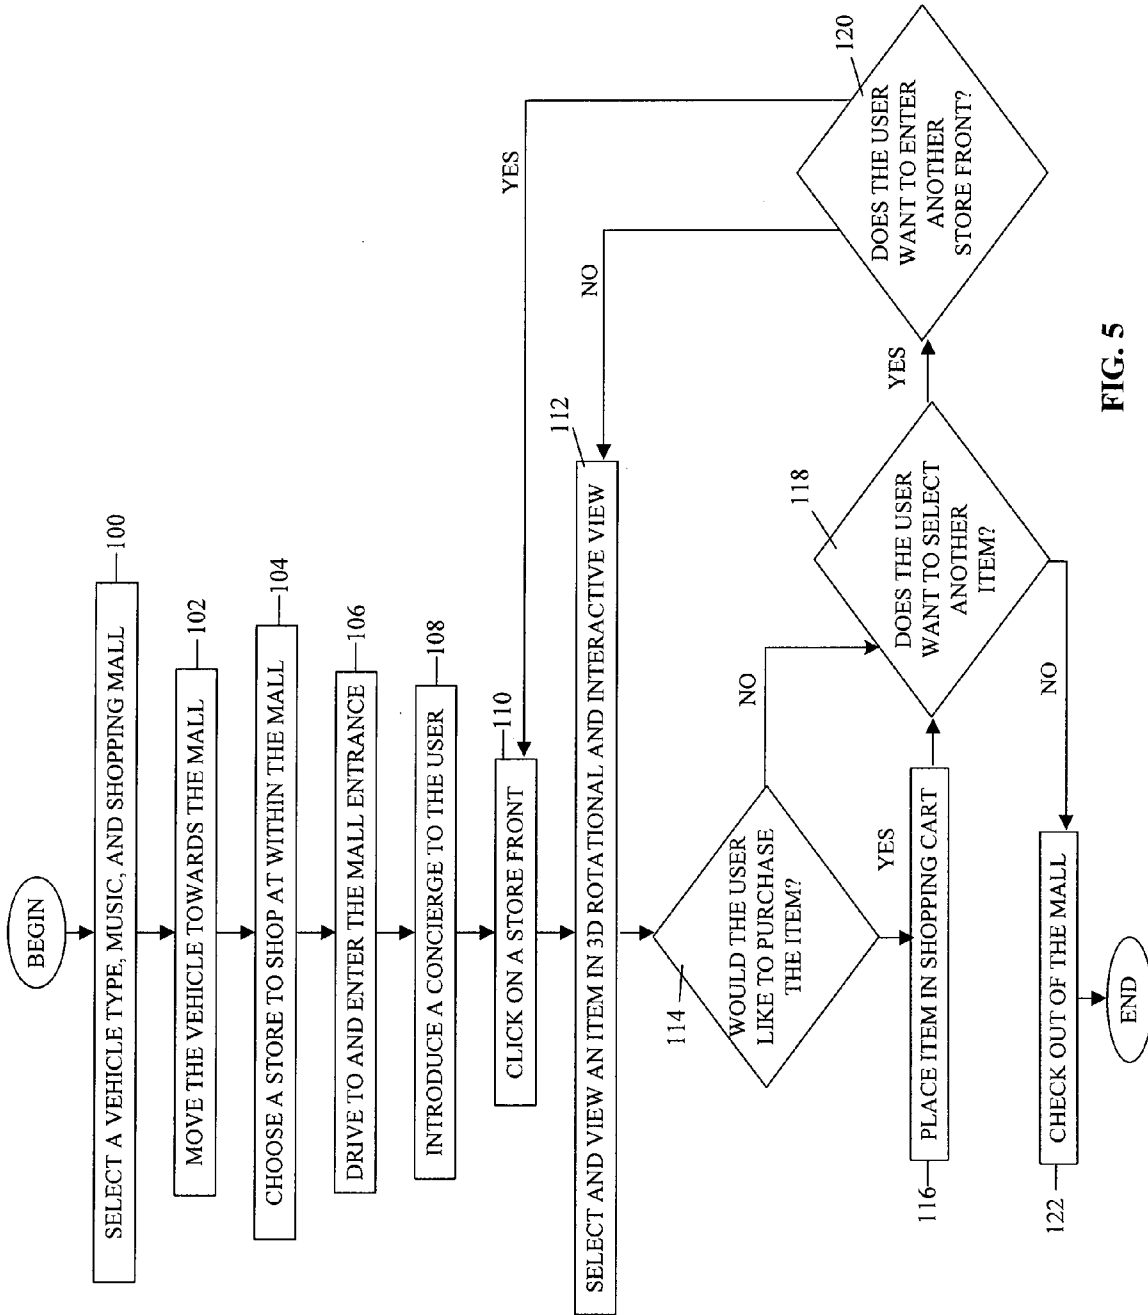 BEGIN
SELECT A VEHICLE TYPE, MUSIC, AND SHOPPING MALL
100
MOVE THE VEHICLE TOWARDS THE MALL
102
CHOOSE A STORE TO SHOP AT WITHIN THE MALL
104
DRIVE TO AND ENTER THE MALL ENTRANCE
106
INTRODUCE A CONCIERGE TO THE USER
108
CLICK ON A STORE FRONT
110
YES
SELECT AND VIEW AN ITEM IN 3D ROTATIONAL AND INTERACTIVE VIEW
112
NO
114
WOULD THE USER
LIKE TO PURCHASE
THE ITEM?
NO
YES
116
PLACE ITEM IN SHOPPING CART
118
DOES THE USER
WANT TO SELECT
ANOTHER
ITEM?
YES
NO
120
DOES THE USER
WANT TO ENTER
ANOTHER
STORE FRONT?
122
CHECK OUT OF THE MALL
END
FIG. 5